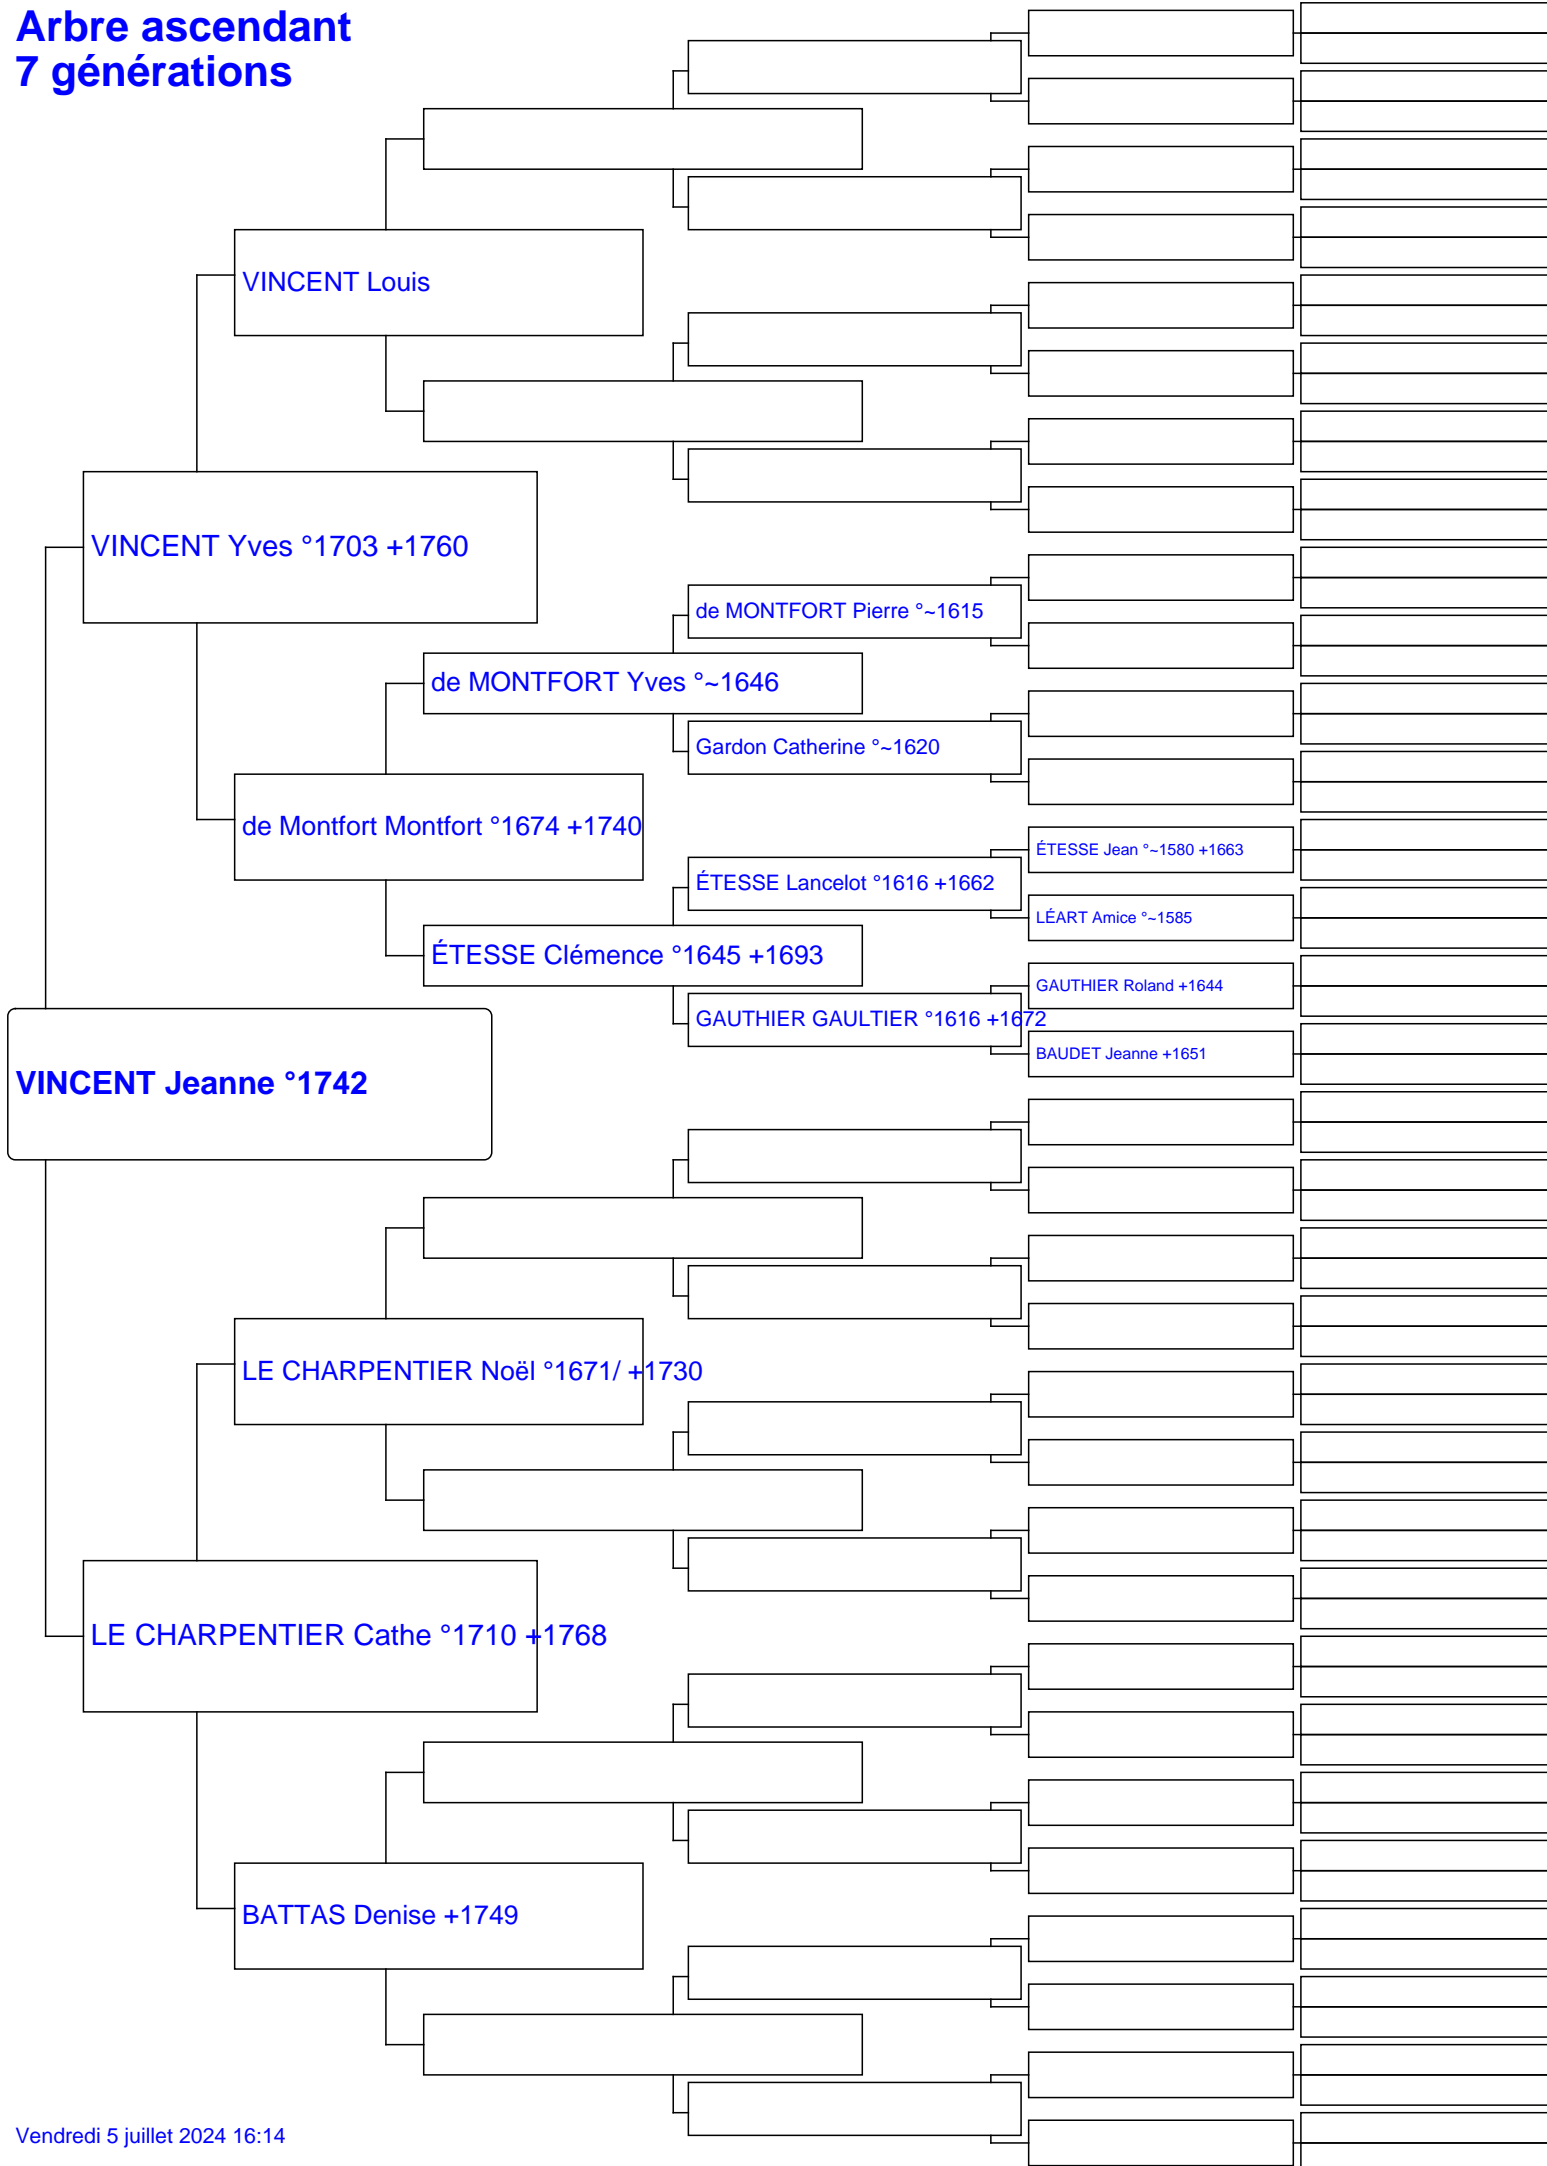 Arbre ascendant
7 générations
VINCENT Louis
VINCENT Yves °1703 +1760
de MONTFORT Pierre °~1615
de MONTFORT Yves °~1646
Gardon Catherine °~1620
de Montfort Montfort °1674 +1740
ÉTESSE Jean °~1580 +1663
ÉTESSE Lancelot °1616 +1662
LÉART Amice °~1585
ÉTESSE Clémence °1645 +1693
GAUTHIER Roland +1644
GAUTHIER GAULTIER °1616 +1672
BAUDET Jeanne +1651
VINCENT Jeanne °1742
LE CHARPENTIER Noël °1671/ +1730
LE CHARPENTIER Cathe °1710 +1768
BATTAS Denise +1749
Vendredi 5 juillet 2024 16:14